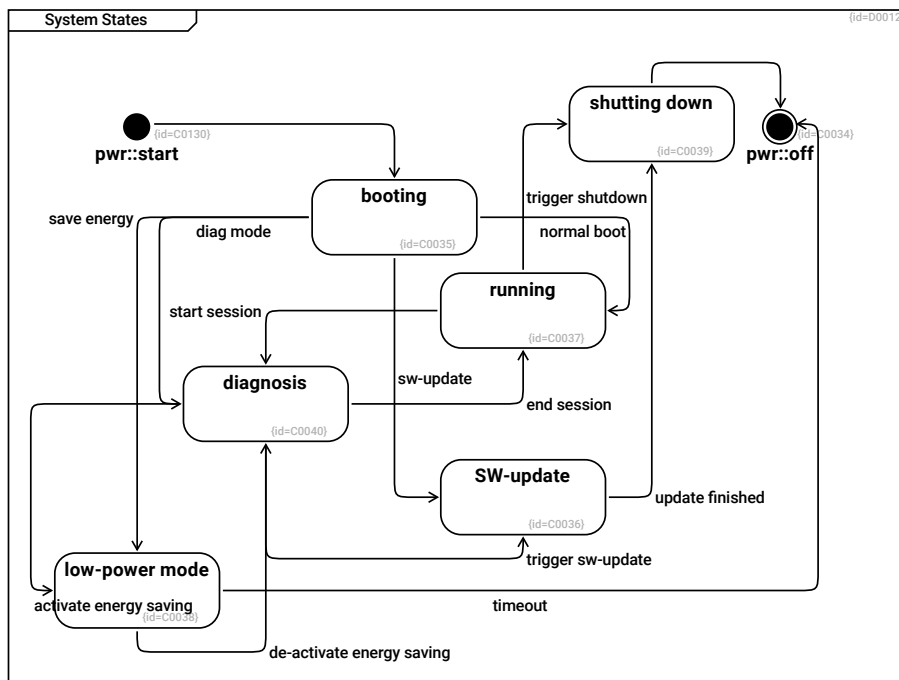 System States
{id=D0012
shutting down
{id=C0039}
{id=C0130}
pwr::start
{id=C0034}
pwr::off
booting
{id=C0035}
trigger shutdown
save energy
diag mode
normal boot
running
{id=C0037}
start session
diagnosis
{id=C0040}
sw-update
end session
SW-update
{id=C0036}
update finished
trigger sw-update
low-power mode
{id=C0038}
activate energy saving
timeout
de-activate energy saving